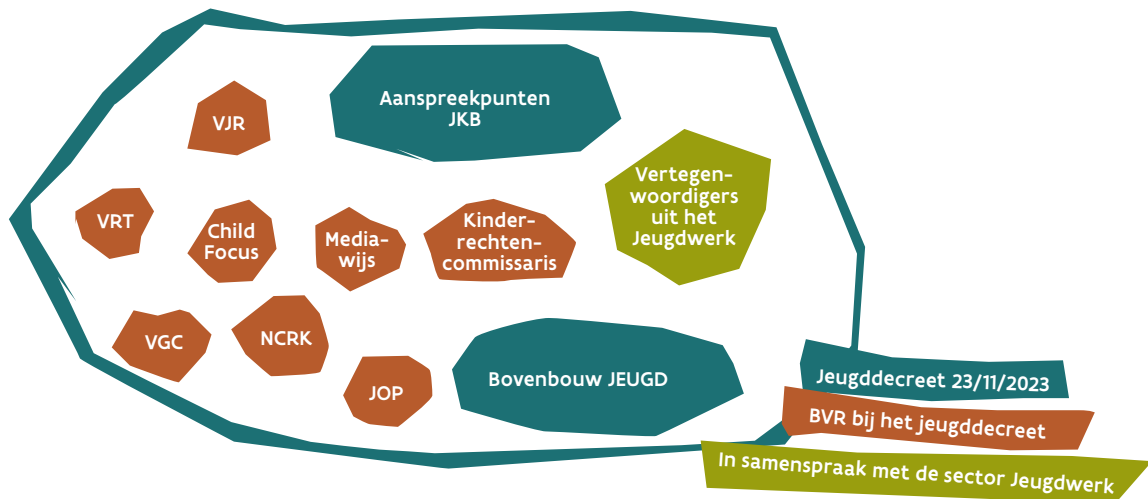 Aanspreekpunten
JKB
VJR
Vertegen-
woordigers
uit het
Jeugdwerk
VRT
Child
Focus
Media-
wijs
Kinder-
rechten-
commissaris
VGC
NCRK
JOP
Bovenbouw JEUGD
Jeugddecreet 23/11/2023
BVR bij het jeugddecreet
In samenspraak met de sector Jeugdwerk